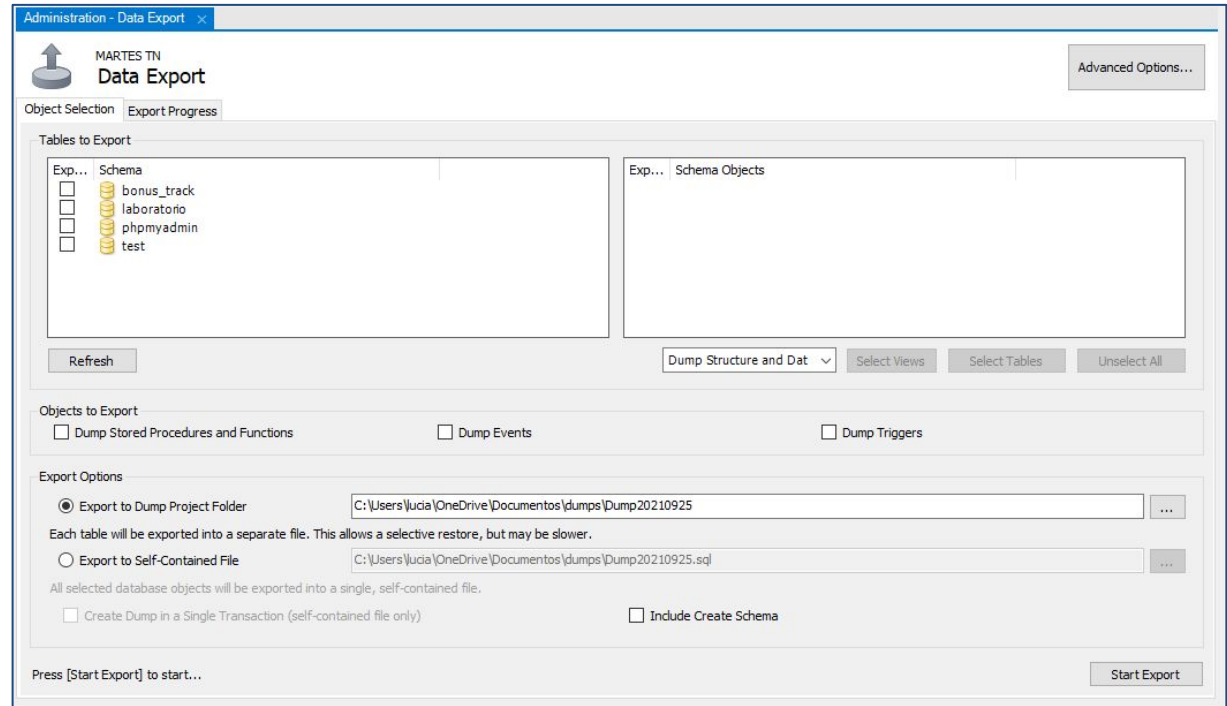 Administration - Data Export ×
MARTES TN
Data Export
Advanced Options...
Object Selection Export Progress
Tables to Export
Exp... Schema
bonus_track
laboratorio
phpmyadmin
test
Exp... Schema Objects
Refresh
Dump Structure and Dat Select Views Select Tables Unselect All
Objects to Export
Dump Stored Procedures and Functions Dump Events Dump Triggers
Export Options
Export to Dump Project Folder C:\Users\lucia\OneDrive\Documentos\dumps\Dump20210925 ...
Each table will be exported into a separate file. This allows a selective restore, but may be slower.
Export to Self-Contained File C:\Users\lucia\OneDrive\Documentos\dumps\Dump20210925.sql ...
All selected database objects will be exported into a single, self-contained file.
Create Dump in a Single Transaction (self-contained file only) Include Create Schema
Press [Start Export] to start... Start Export